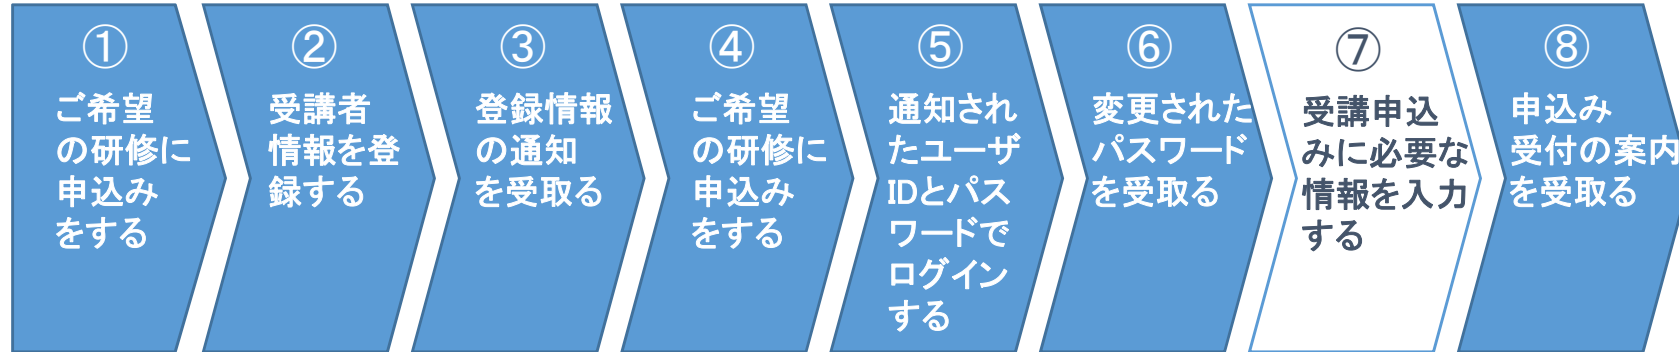 ①
ご希望
の研修に
申込み
をする
②
受講者
情報を登
録する
③
登録情報
の通知
を受取る
④
ご希望
の研修に
申込み
をする
⑤
通知され
たユーザ
IDとパス
ワードで
ログイン
する
⑥
変更された
パスワード
を受取る
⑦
受講申込
みに必要な
情報を入力
する
⑧
申込み
受付の案内
を受取る